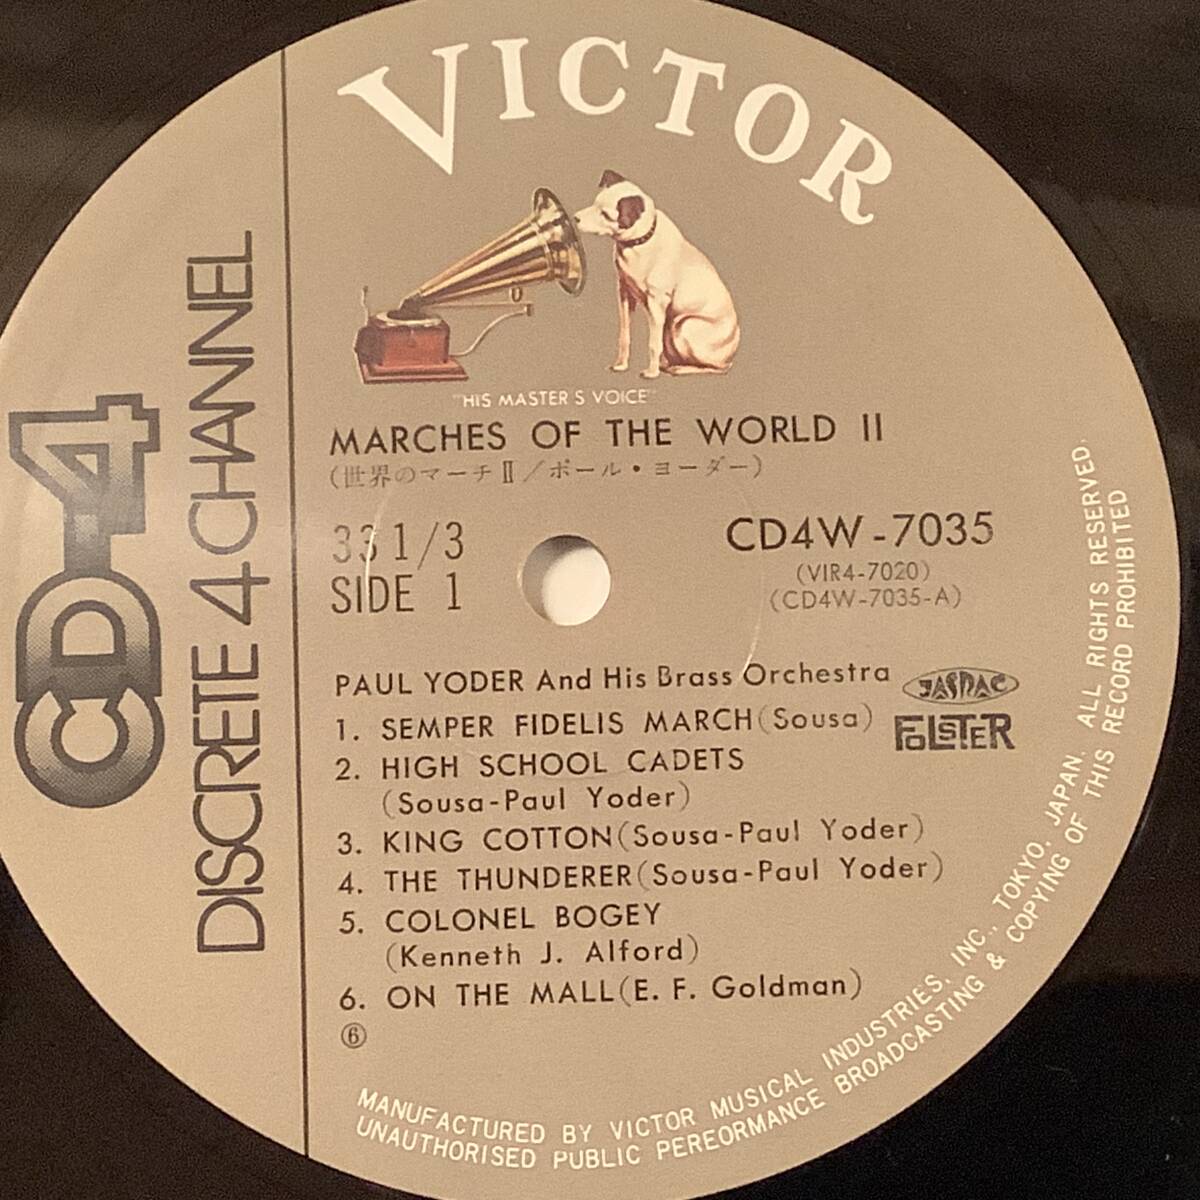 VICTOR
"HIS MASTER'S VOICE"
CD-4
DISCRETE 4 CHANNEL
MARCHES OF THE WORLD II
(世界のマーチⅡ/ポール・ヨーダー)
33 1/3
SIDE 1
CD4W-7035
(VIR4-7020)
(CD4W-7035-A)
PAUL YODER And His Brass Orchestra
JASRAC
FOLSTER
1. SEMPER FIDELIS MARCH(Sousa)
2. HIGH SCHOOL CADETS
(Sousa-Paul Yoder)
3. KING COTTON(Sousa-Paul Yoder)
4. THE THUNDERER(Sousa-Paul Yoder)
5. COLONEL BOGEY
(Kenneth J. Alford)
6. ON THE MALL(E. F. Goldman)
⑥
MANUFACTURED BY VICTOR MUSICAL INDUSTRIES, INC., TOKYO, JAPAN. ALL RIGHTS RESERVED.
UNAUTHORISED PUBLIC PEREORMANCE BROADCASTING & COPYING OF THIS RECORD PROHIBITED